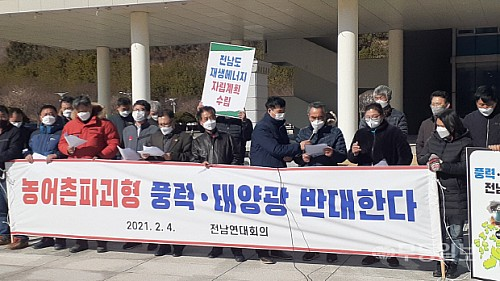 전남도
재생에너지
자립계획
수립
농어촌파괴형 풍력·태양광 반대한다
2021. 2. 4. 전남연대회의
풍력·
전남